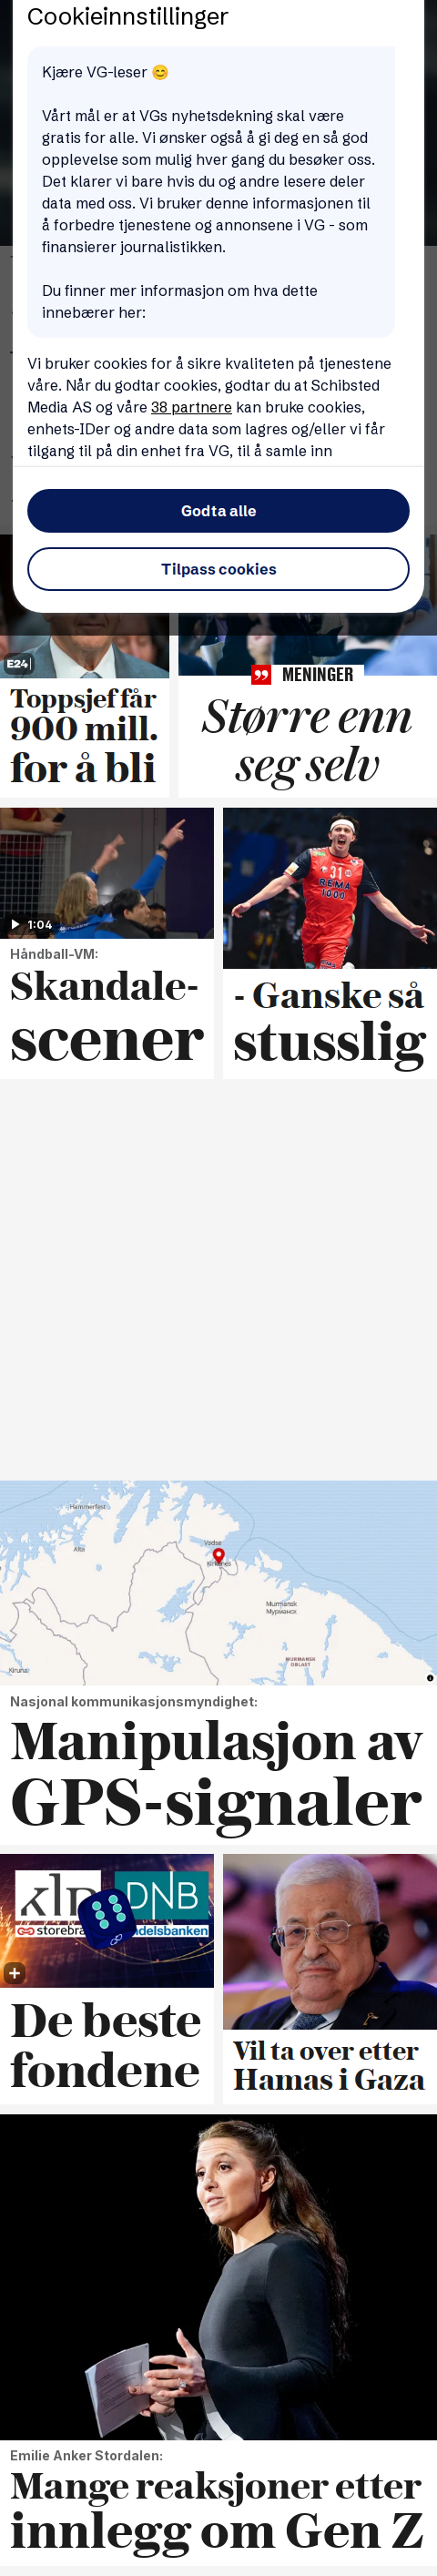 Cookieinnstillinger
Kjære VG-leser 😊
Vårt mål er at VGs nyhetsdekning skal være
gratis for alle. Vi ønsker også å gi deg en så god
opplevelse som mulig hver gang du besøker oss.
Det klarer vi bare hvis du og andre lesere deler
data med oss. Vi bruker denne informasjonen til
å forbedre tjenestene og annonsene i VG - som
finansierer journalistikken.
Du finner mer informasjon om hva dette
innebærer her:
Vi bruker cookies for å sikre kvaliteten på tjenestene
våre. Når du godtar cookies, godtar du at Schibsted
Media AS og våre 38 partnere kan bruke cookies,
enhets-IDer og andre data som lagres og/eller vi får
tilgang til på din enhet fra VG, til å samle inn
Godta alle
Tilpass cookies
E24
Toppsjef får
900 mill.
for å bli
MENINGER
Større enn
seg selv
1:04
Håndball-VM:
Skandale-
scener
31
REMA
1000
- Ganske så
stusslig
Hammerfest
Alta
Vadsø
Kirkenes
Murmansk
Мурманск
MURMANSK
OBLAST
Kiruna
Nasjonal kommunikasjonsmyndighet:
Manipulasjon av
GPS-signaler
klp
DNB
storebra
delsbanken
De beste
fondene
Vil ta over etter
Hamas i Gaza
Emilie Anker Stordalen:
Mange reaksjoner etter
innlegg om Gen Z